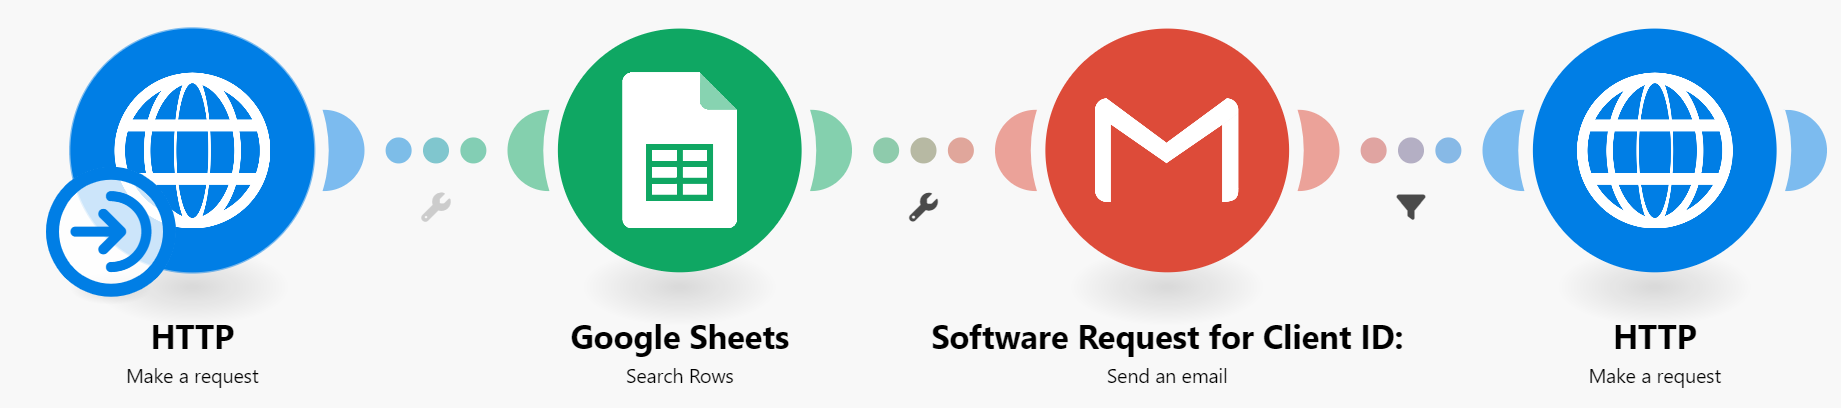 HTTP
Make a request
Google Sheets
Search Rows
Software Request for Client ID:
Send an email
HTTP
Make a request